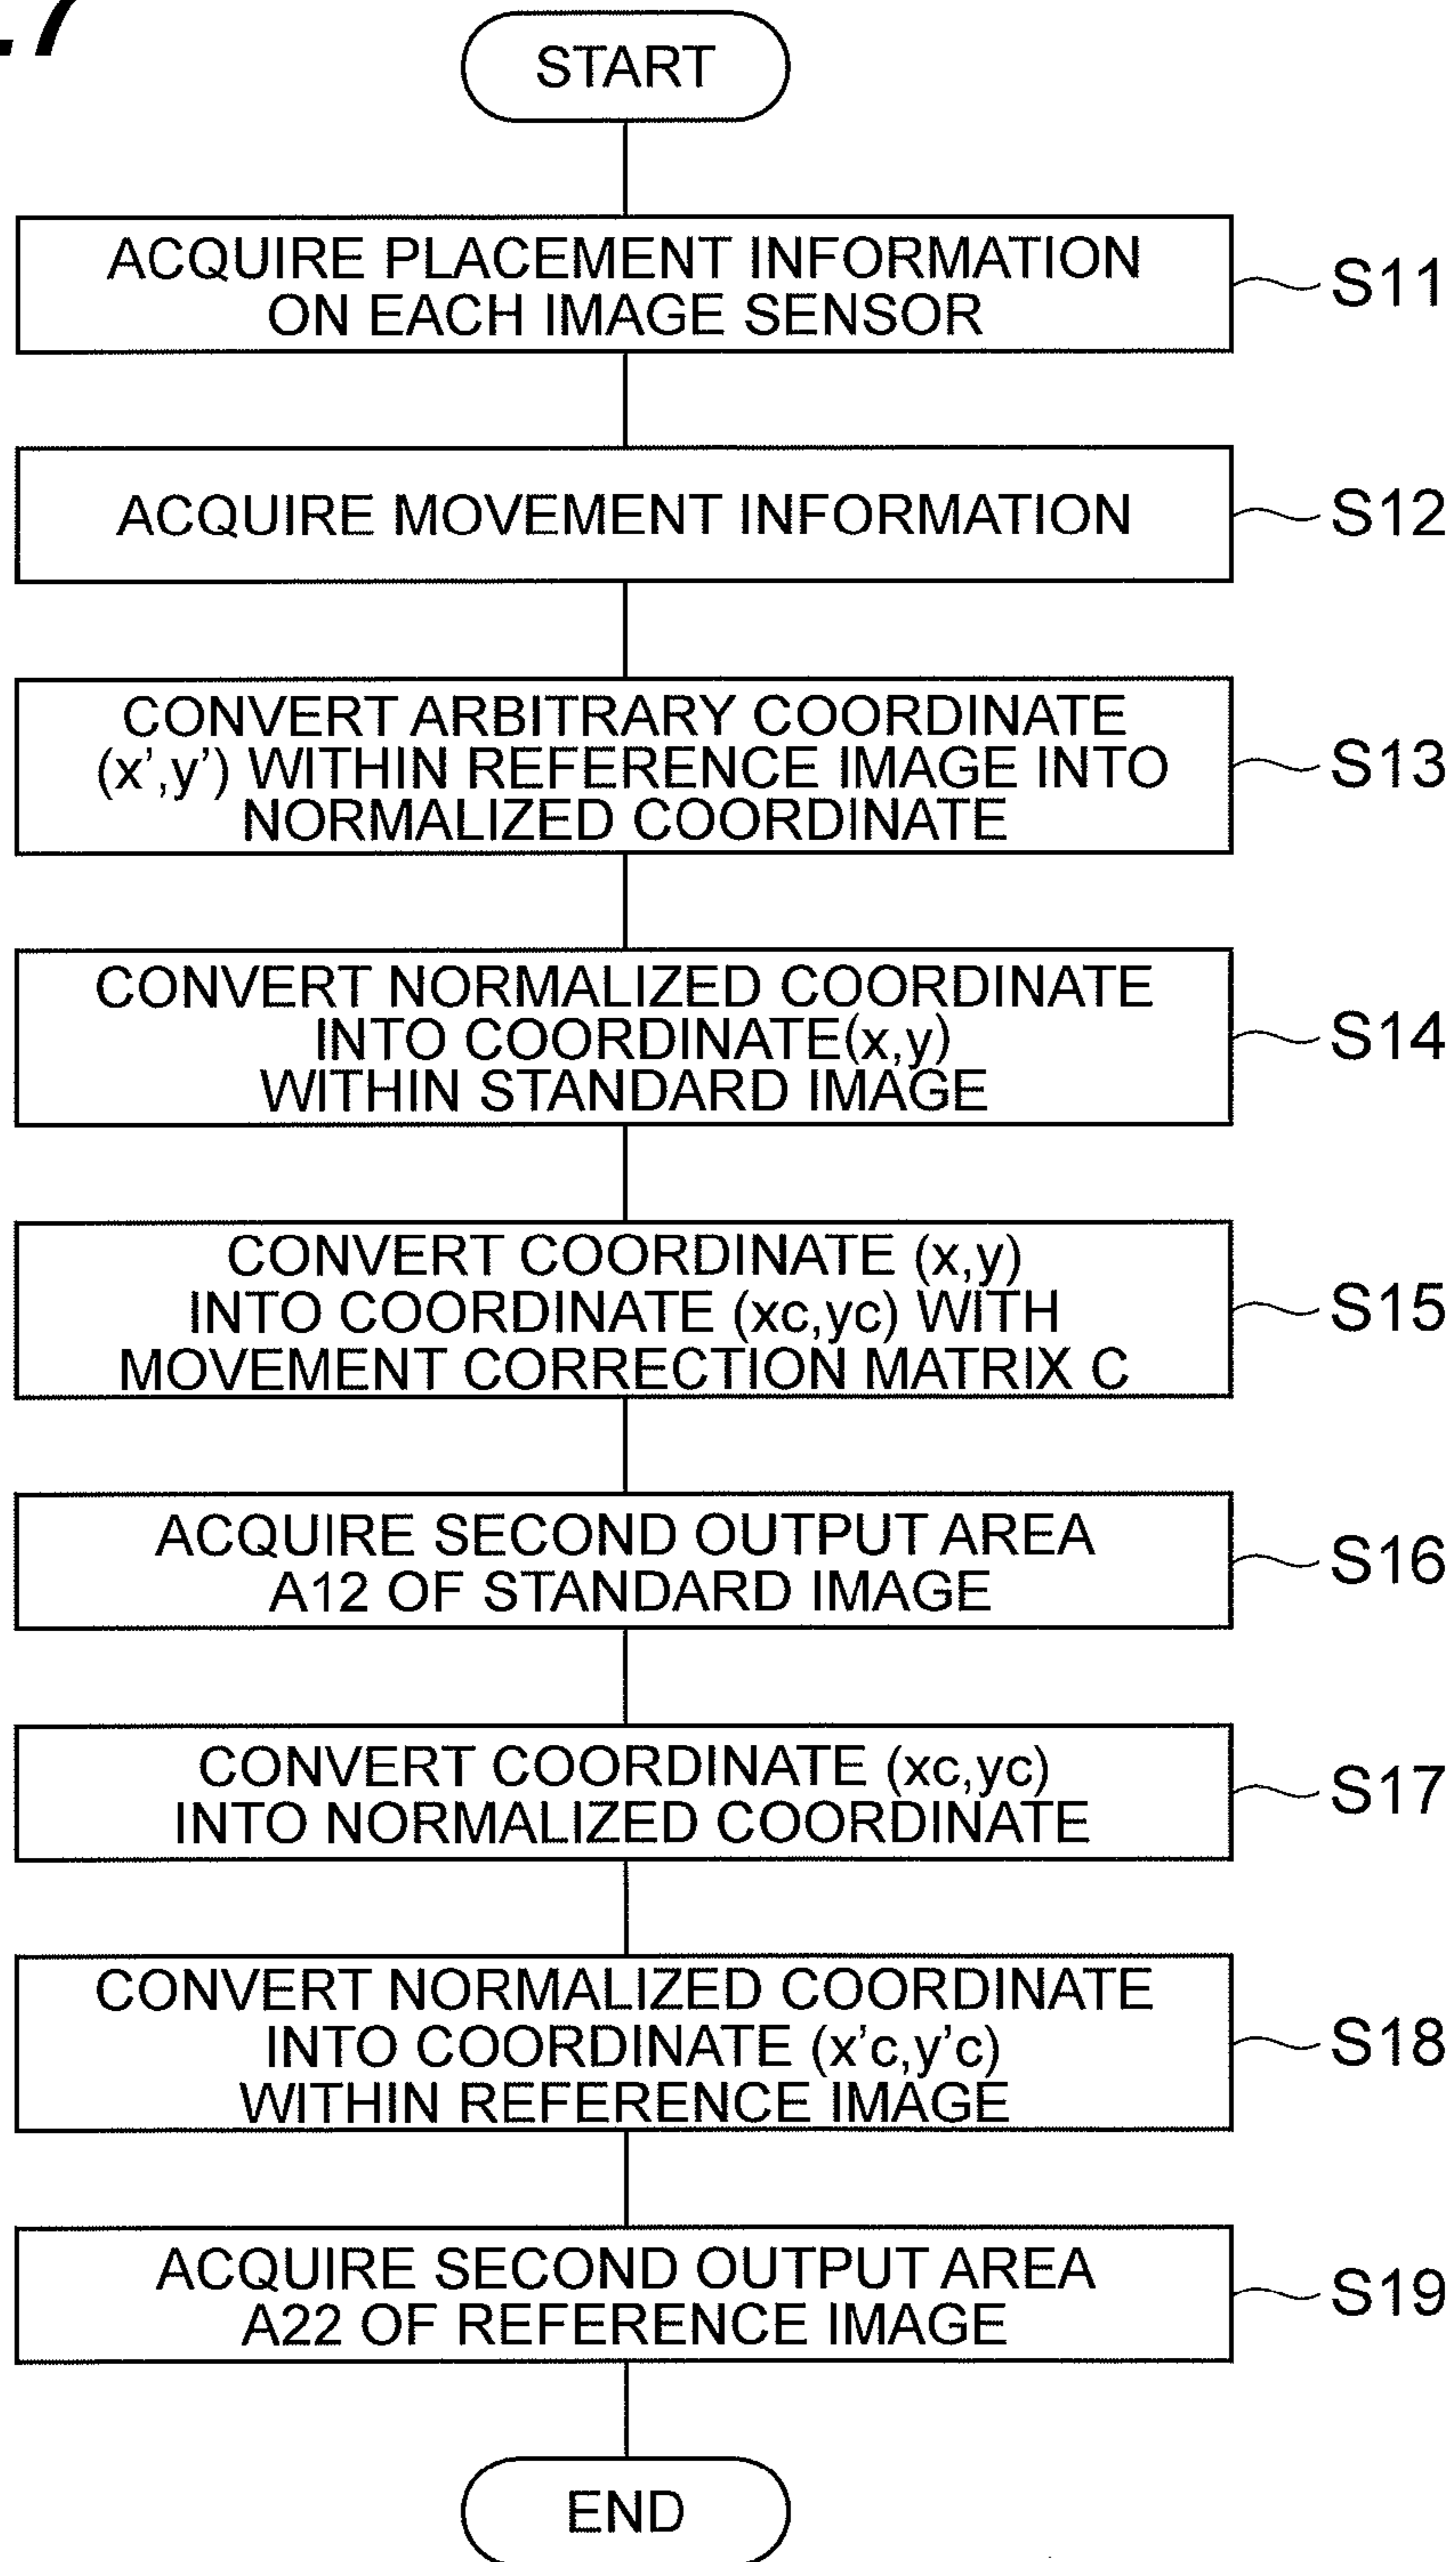 .7
START
ACQUIRE PLACEMENT INFORMATION
ON EACH IMAGE SENSOR
S11
ACQUIRE MOVEMENT INFORMATION
S12
CONVERT ARBITRARY COORDINATE
(x’,y’) WITHIN REFERENCE IMAGE INTO
NORMALIZED COORDINATE
S13
CONVERT NORMALIZED COORDINATE
INTO COORDINATE(x,y)
WITHIN STANDARD IMAGE
S14
CONVERT COORDINATE (x,y)
INTO COORDINATE (xc,yc) WITH
MOVEMENT CORRECTION MATRIX C
S15
ACQUIRE SECOND OUTPUT AREA
A12 OF STANDARD IMAGE
S16
CONVERT COORDINATE (xc,yc)
INTO NORMALIZED COORDINATE
S17
CONVERT NORMALIZED COORDINATE
INTO COORDINATE (x’c,y’c)
WITHIN REFERENCE IMAGE
S18
ACQUIRE SECOND OUTPUT AREA
A22 OF REFERENCE IMAGE
S19
END